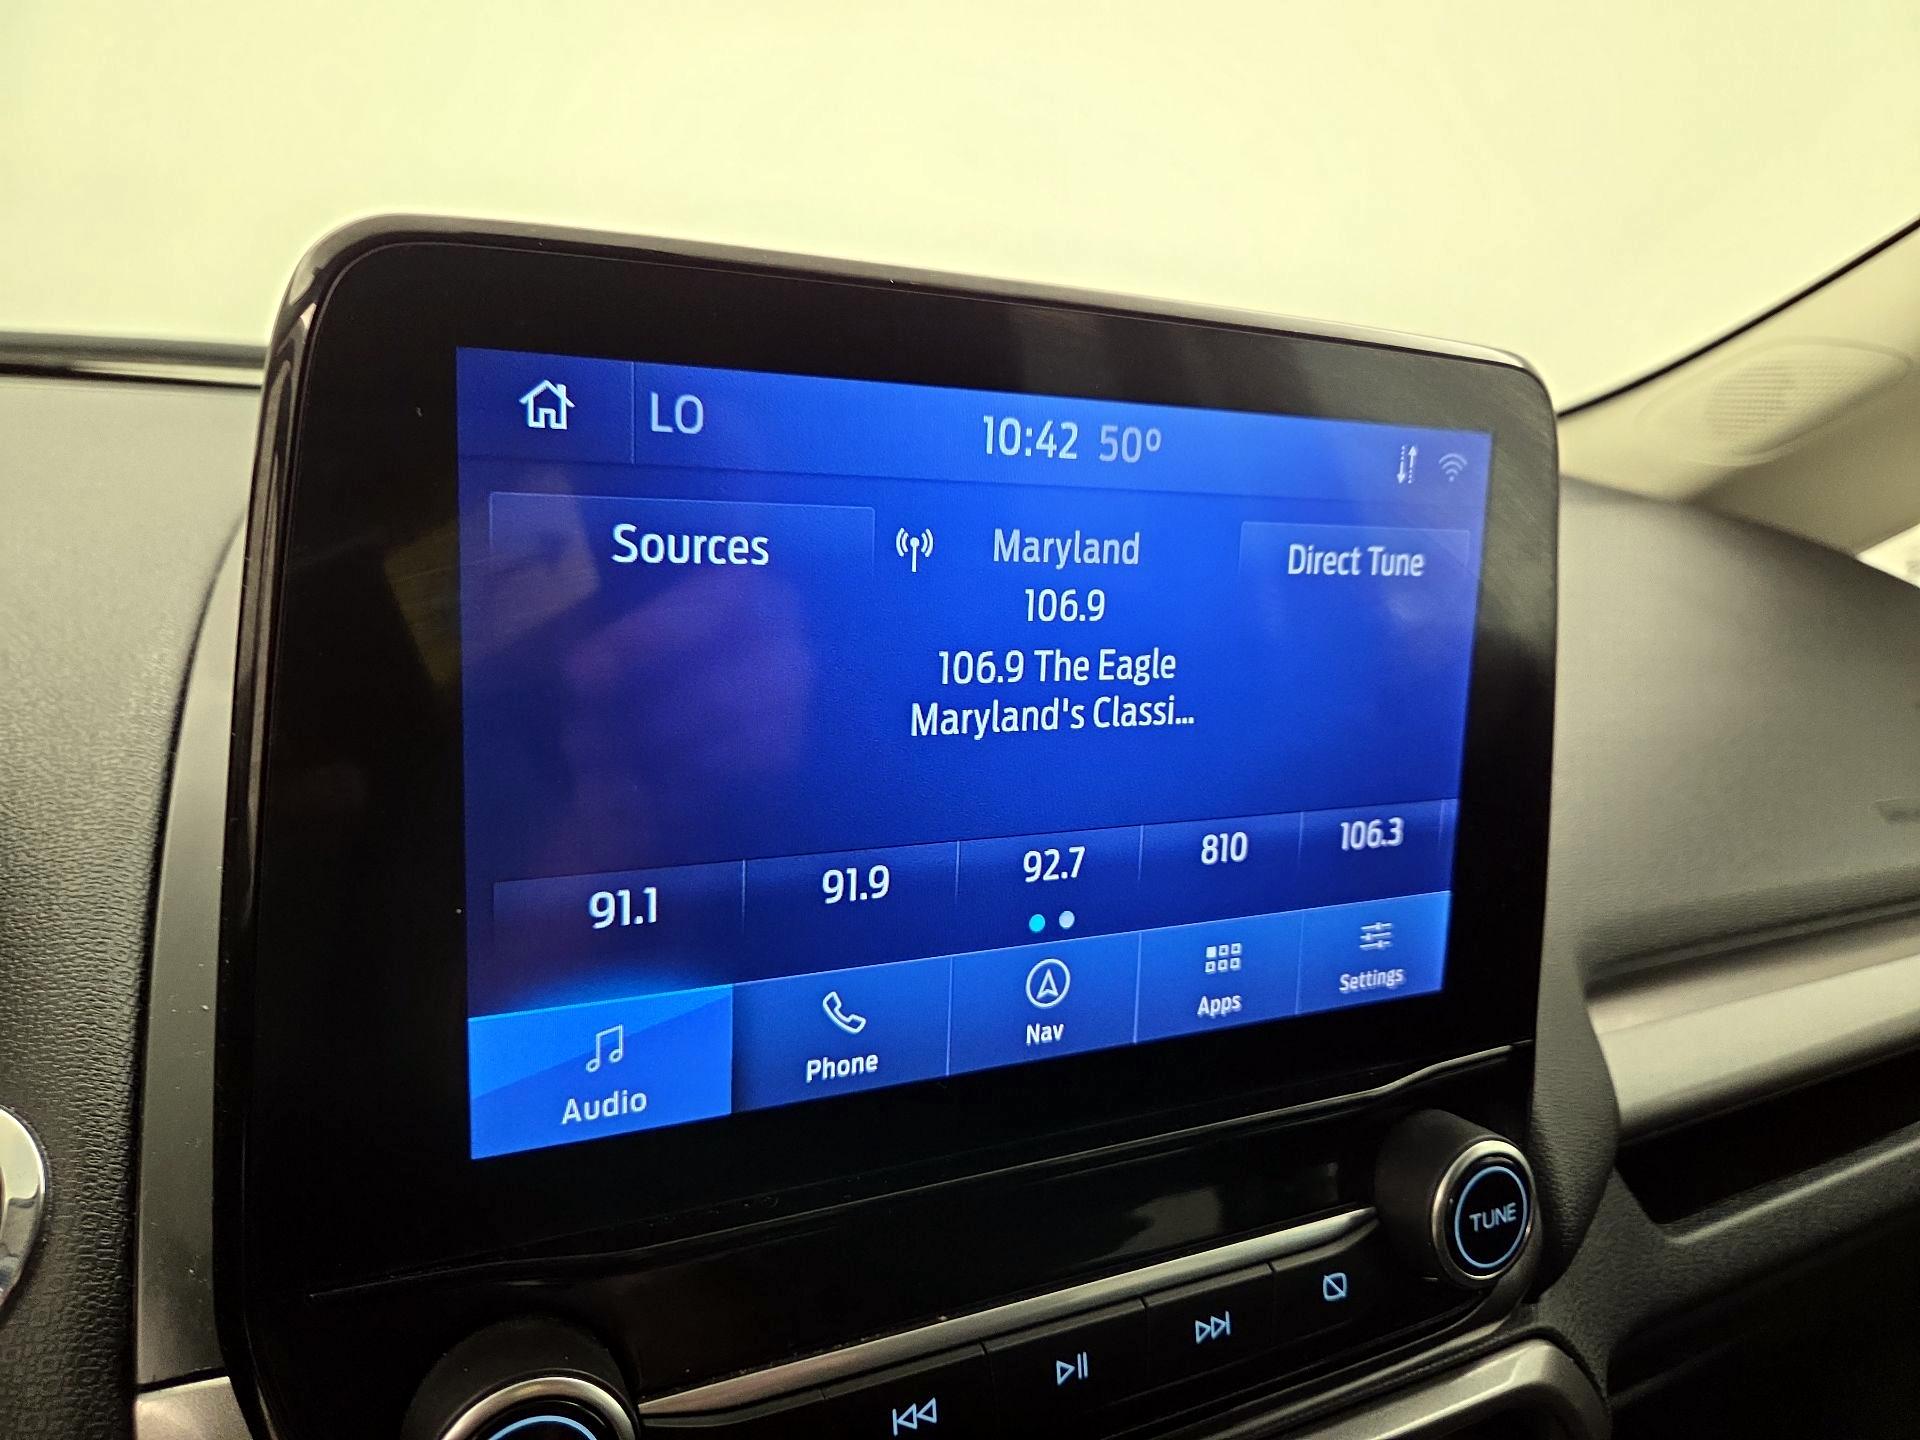 LO
10:42 50°
Sources
Maryland
Direct Tune
106.9
106.9 The Eagle
Maryland's Classi...
91.1
91.9
92.7
810
106.3
Audio
Phone
Nav
Apps
Settings
TUNE